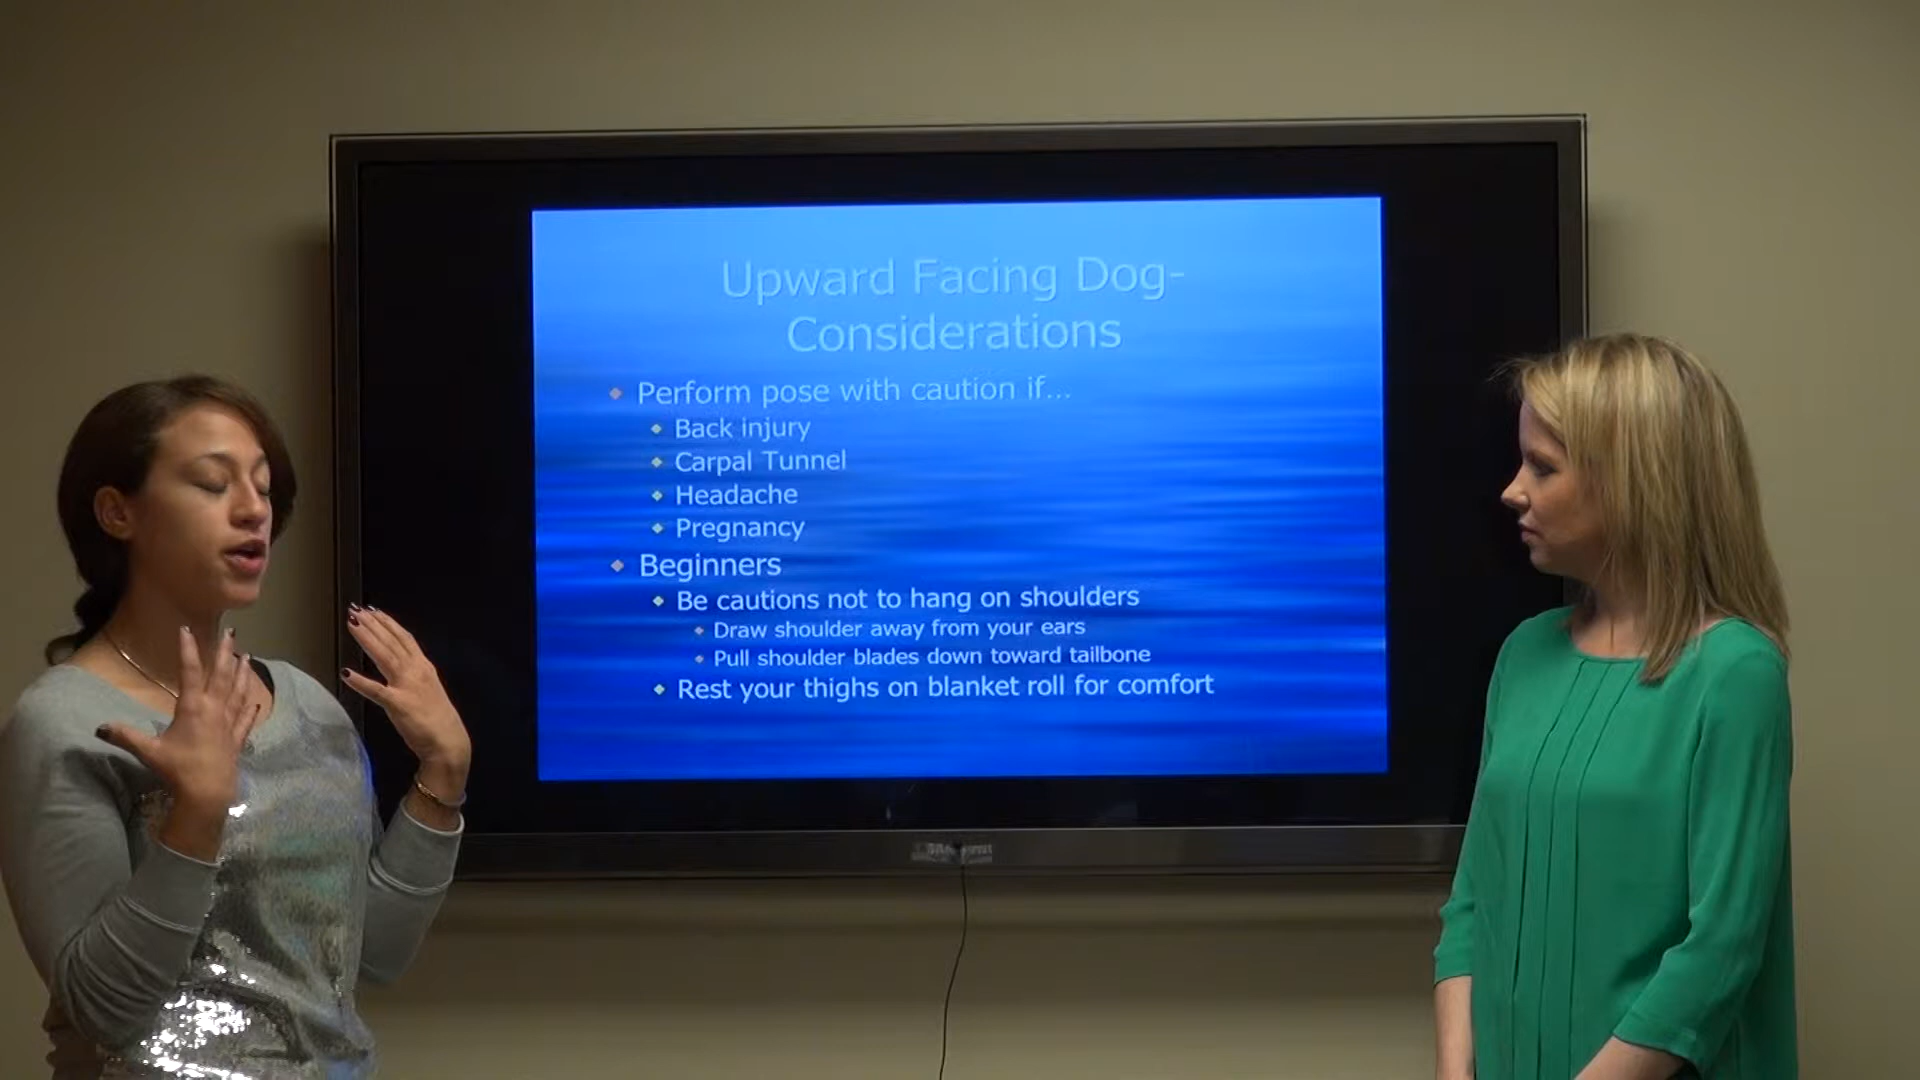 Upward Facing Dog-
Considerations
Perform pose with caution if...
Back injury
Carpal Tunnel
Headache
Pregnancy
Beginners
Be cautions not to hang on shoulders
Draw shoulder away from your ears
Pull shoulder blades down toward tailbone
Rest your thighs on blanket roll for comfort